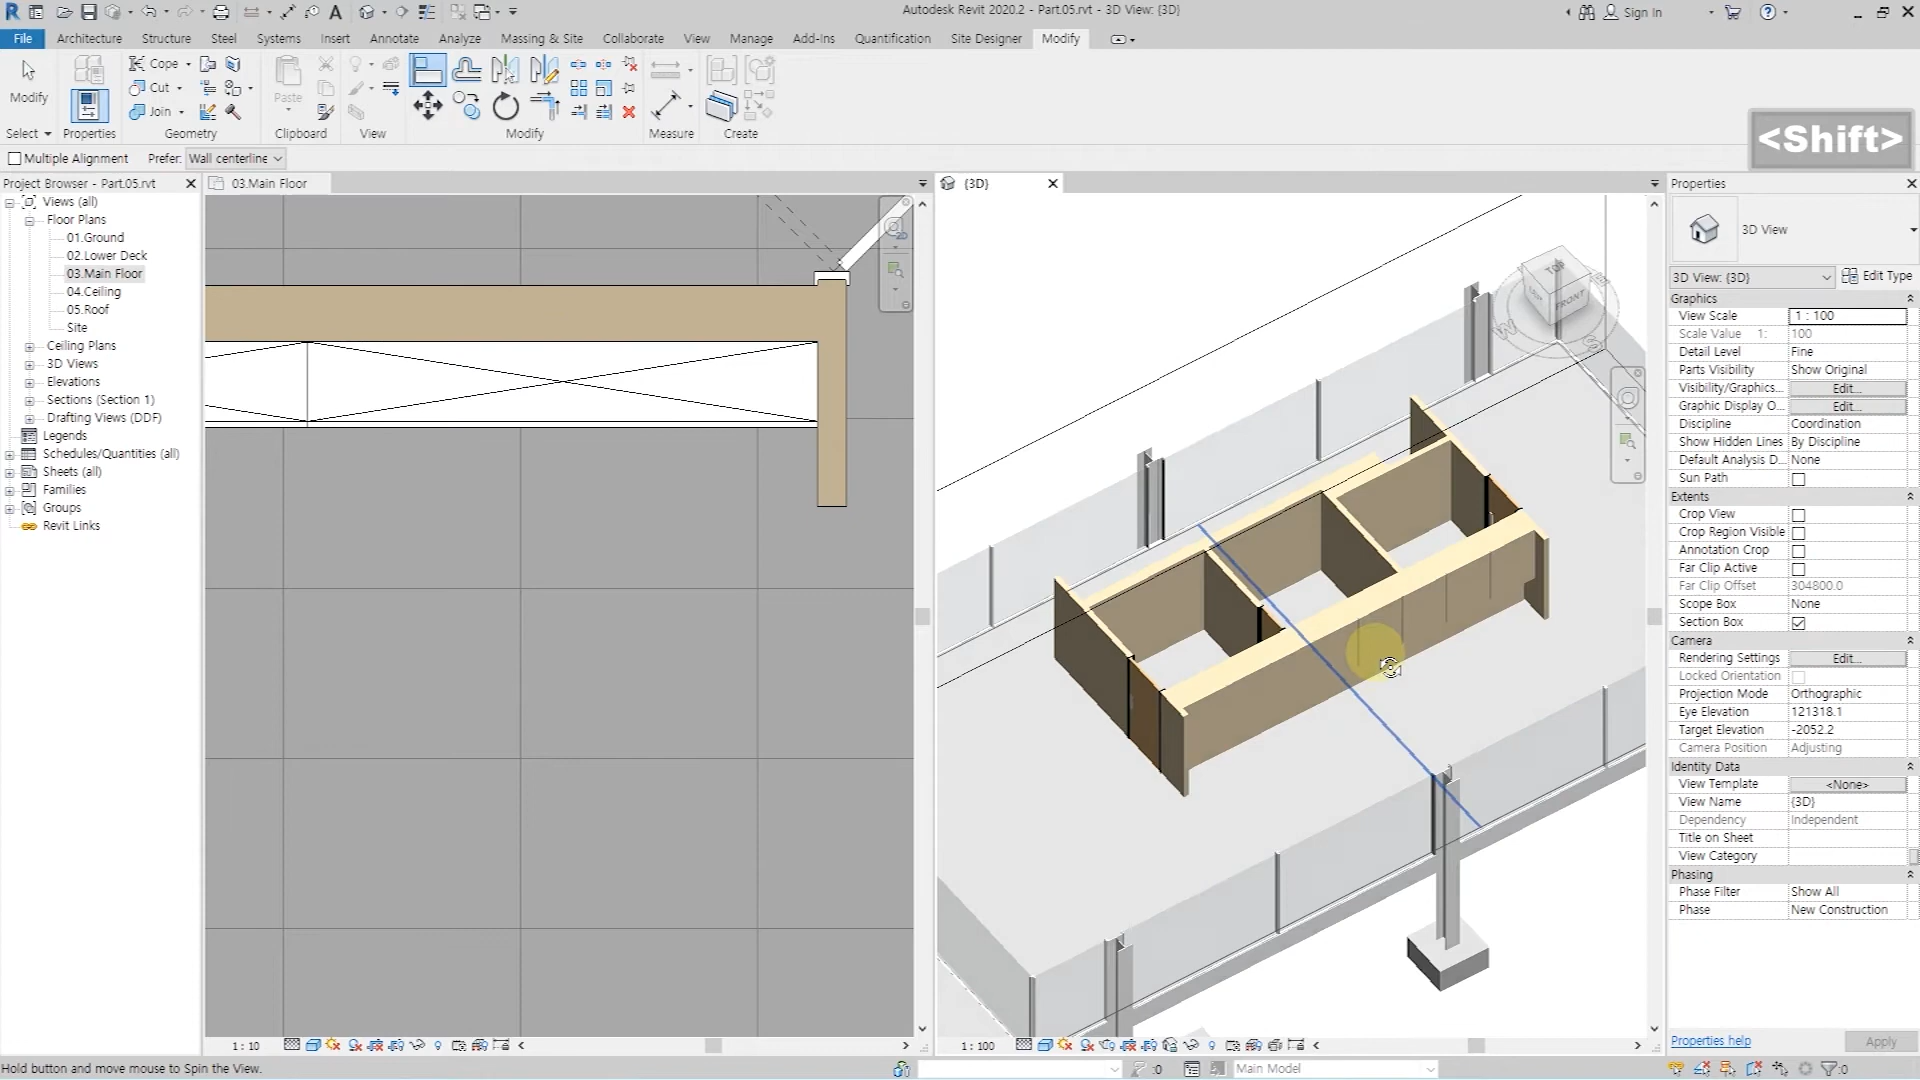 Autodesk Revit 2020.2 - Part.05.rvt - 3D View: {3D}
Sign In
File Architecture Structure Steel Systems Insert Annotate Analyze Massing & Site Collaborate View Manage Add-Ins Quantification Site Designer Modify
Modify
Cope
Cut
Join
Paste
Select Properties Geometry Clipboard View Modify Measure Create
<Shift>
Multiple Alignment Prefer: Wall centerline
Project Browser - Part.05.rvt
03.Main Floor
{3D}
Properties
Views (all)
Floor Plans
01.Ground
02.Lower Deck
03.Main Floor
04.Ceiling
05.Roof
Site
Ceiling Plans
3D Views
Elevations
Sections (Section 1)
Drafting Views (DDF)
Legends
Schedules/Quantities (all)
Sheets (all)
Families
Groups
Revit Links
2D
TOP
FRONT
W
S
3D View
3D View: {3D} Edit Type
Graphics
View Scale 1 : 100
Scale Value 1: 100
Detail Level Fine
Parts Visibility Show Original
Visibility/Graphics... Edit...
Graphic Display O... Edit...
Discipline Coordination
Show Hidden Lines By Discipline
Default Analysis D... None
Sun Path
Extents
Crop View
Crop Region Visible
Annotation Crop
Far Clip Active
Far Clip Offset 304800.0
Scope Box None
Section Box
Camera
Rendering Settings Edit...
Locked Orientation
Projection Mode Orthographic
Eye Elevation 121318.1
Target Elevation -2052.2
Camera Position Adjusting
Identity Data
View Template <None>
View Name {3D}
Dependency Independent
Title on Sheet
View Category
Phasing
Phase Filter Show All
Phase New Construction
Properties help Apply
1 : 10
1 : 100
Hold button and move mouse to Spin the View.
:0
Main Model
:0